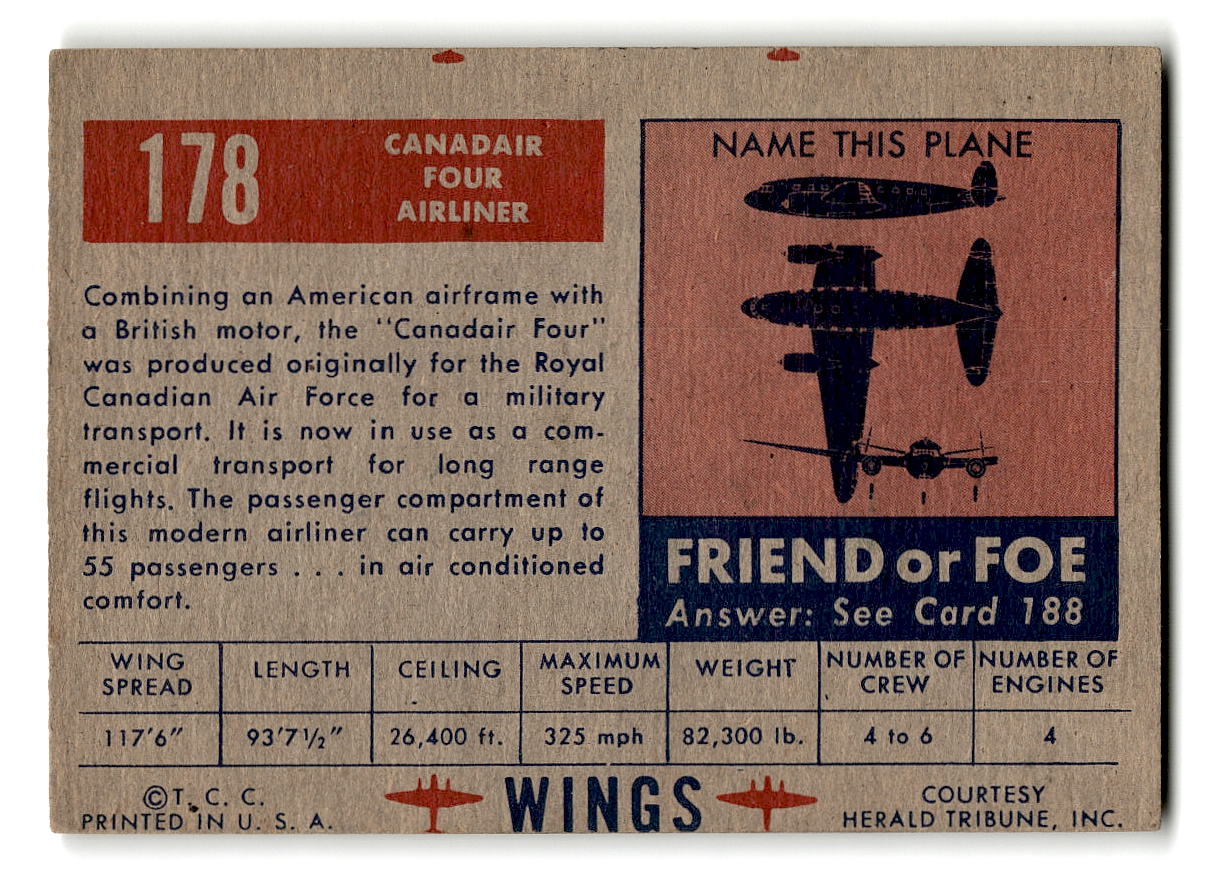 178
CANADAIR
FOUR
AIRLINER
Combining an American airframe with
a British motor, the "Canadair Four"
was produced originally for the Royal
Canadian Air Force for a military
transport. It is now in use as a com-
mercial transport for long range
flights. The passenger compartment of
this modern airliner can carry up to
55 passengers . . . in air conditioned
comfort.
NAME THIS PLANE
FRIEND or FOE
Answer: See Card 188
WING SPREAD
LENGTH
CEILING
MAXIMUM SPEED
WEIGHT
NUMBER OF CREW
NUMBER OF ENGINES
117'6"
93'7½"
26,400 ft.
325 mph
82,300 lb.
4 to 6
4
©T. C. C.
PRINTED IN U. S. A.
WINGS
COURTESY
HERALD TRIBUNE, INC.